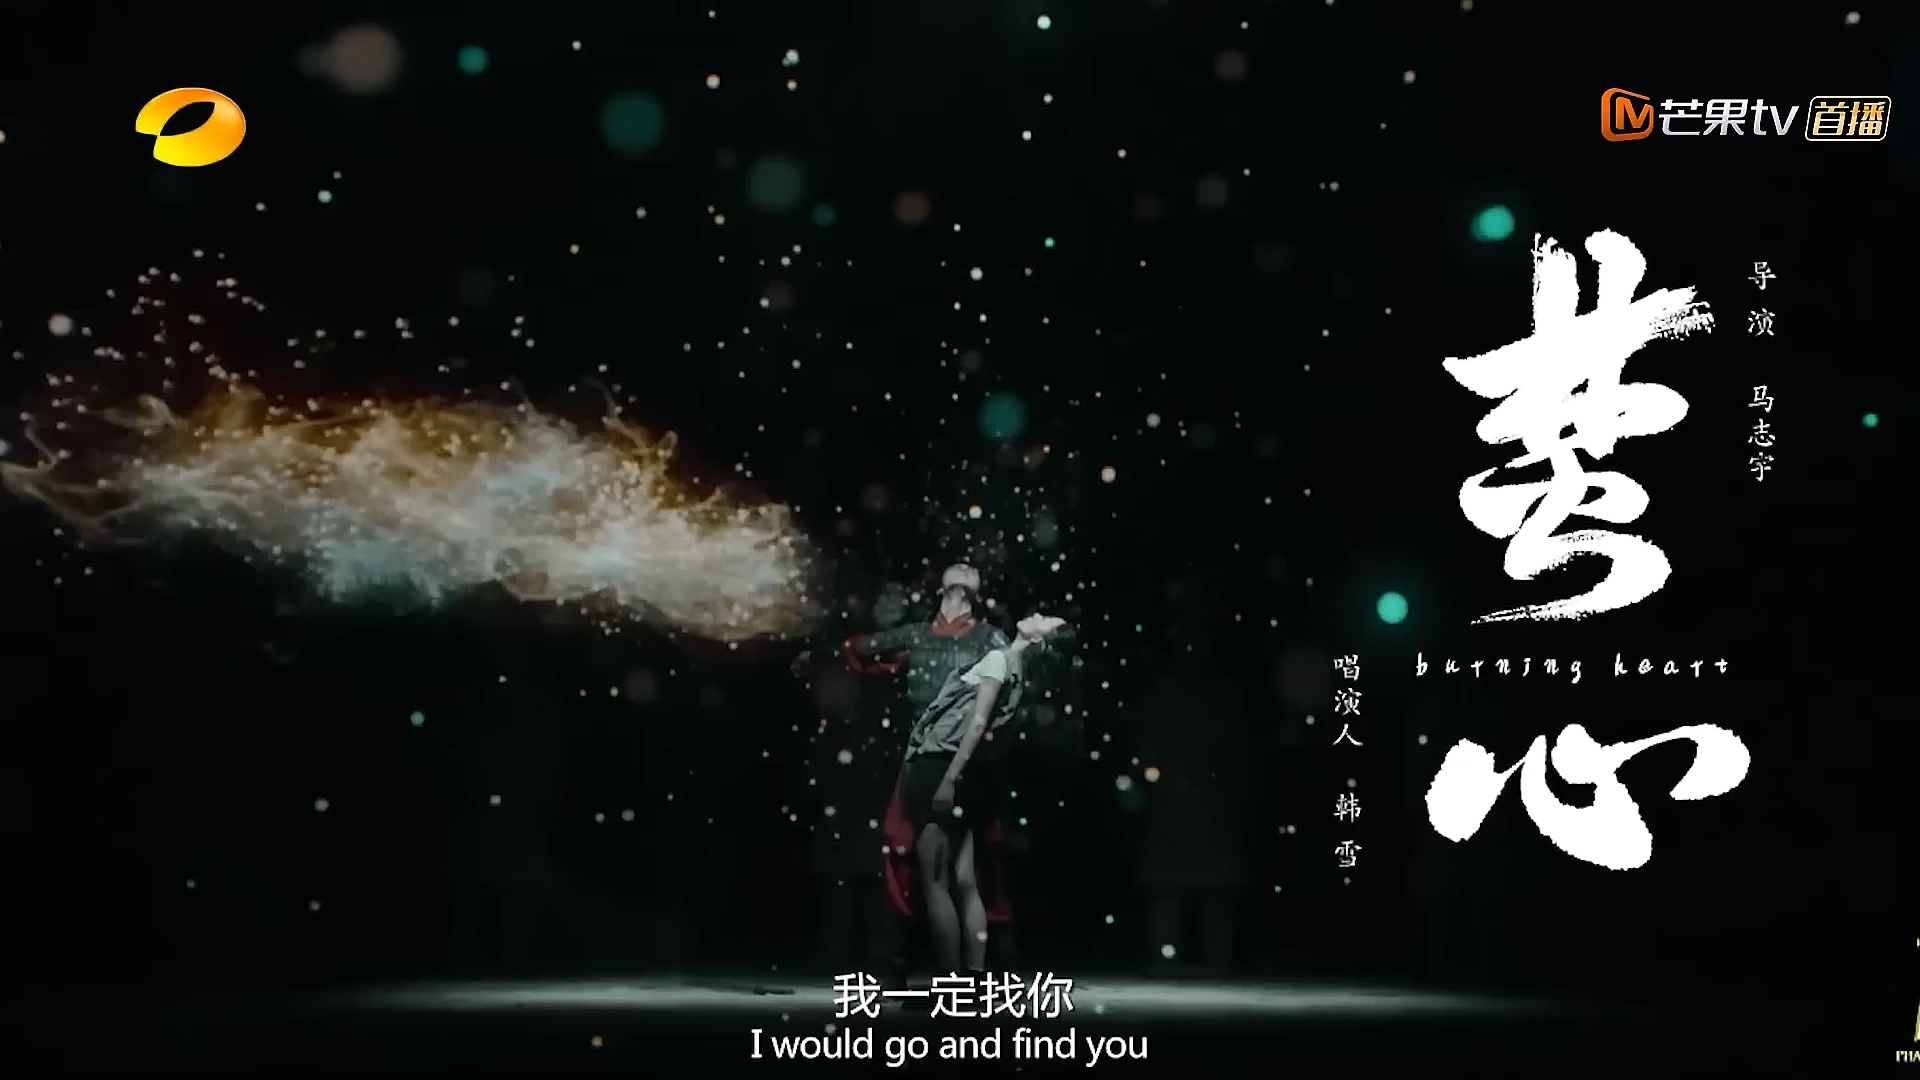 芒果tv 首播
导演 马志宇
心
burning heart
唱演人 韩雪
我一定找你
I would go and find you
PHA